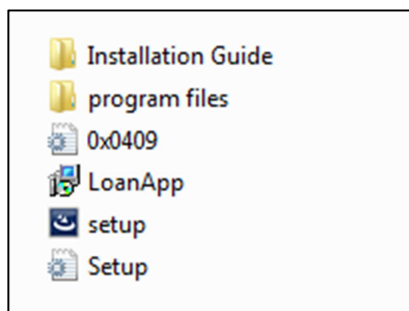 Installation Guide
program files
0x0409
LoanApp
setup
Setup